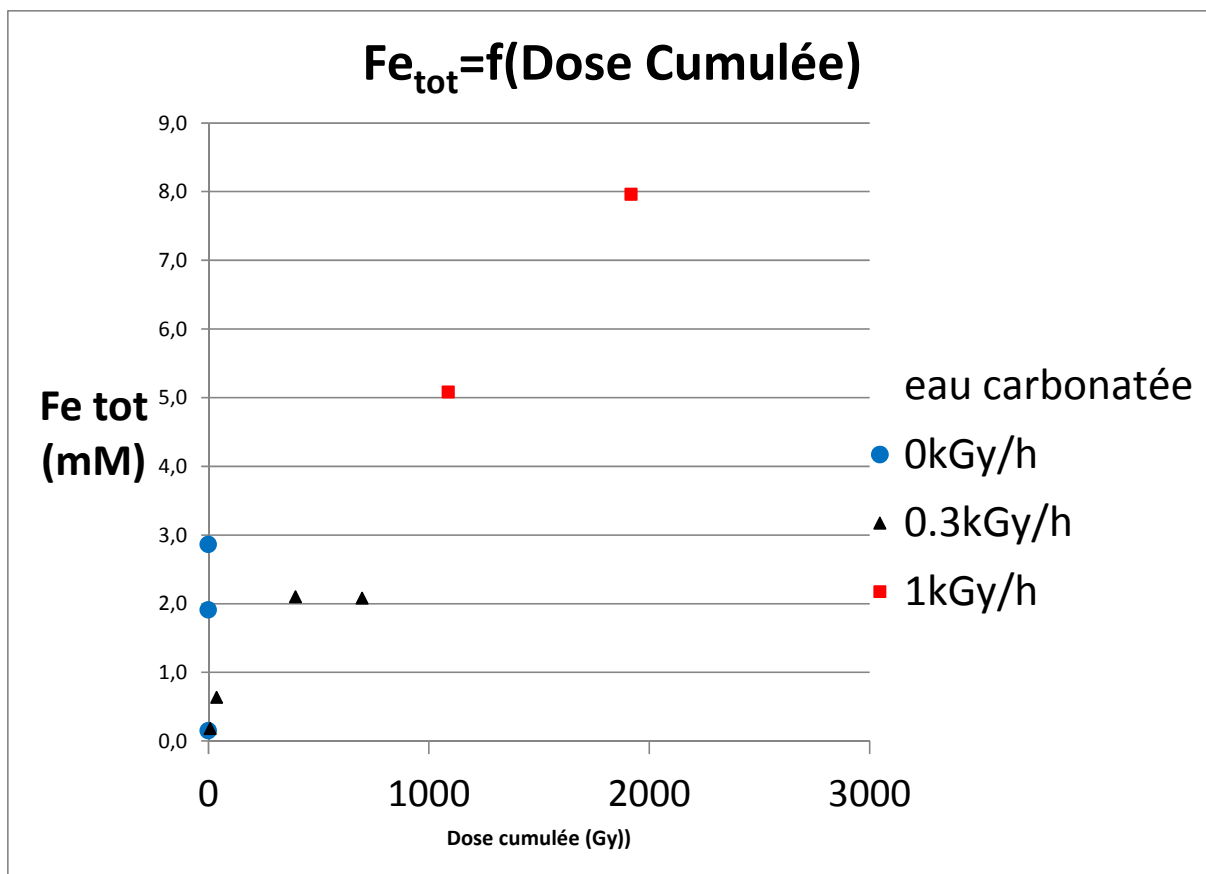 Fetot=f(Dose Cumulée)
9,0
8,0
7,0
6,0
5,0
4,0
3,0
2,0
1,0
0,0
Fe tot
(mM)
eau carbonatée
0kGy/h
0.3kGy/h
1kGy/h
0 1000 2000 3000
Dose cumulée (Gy))